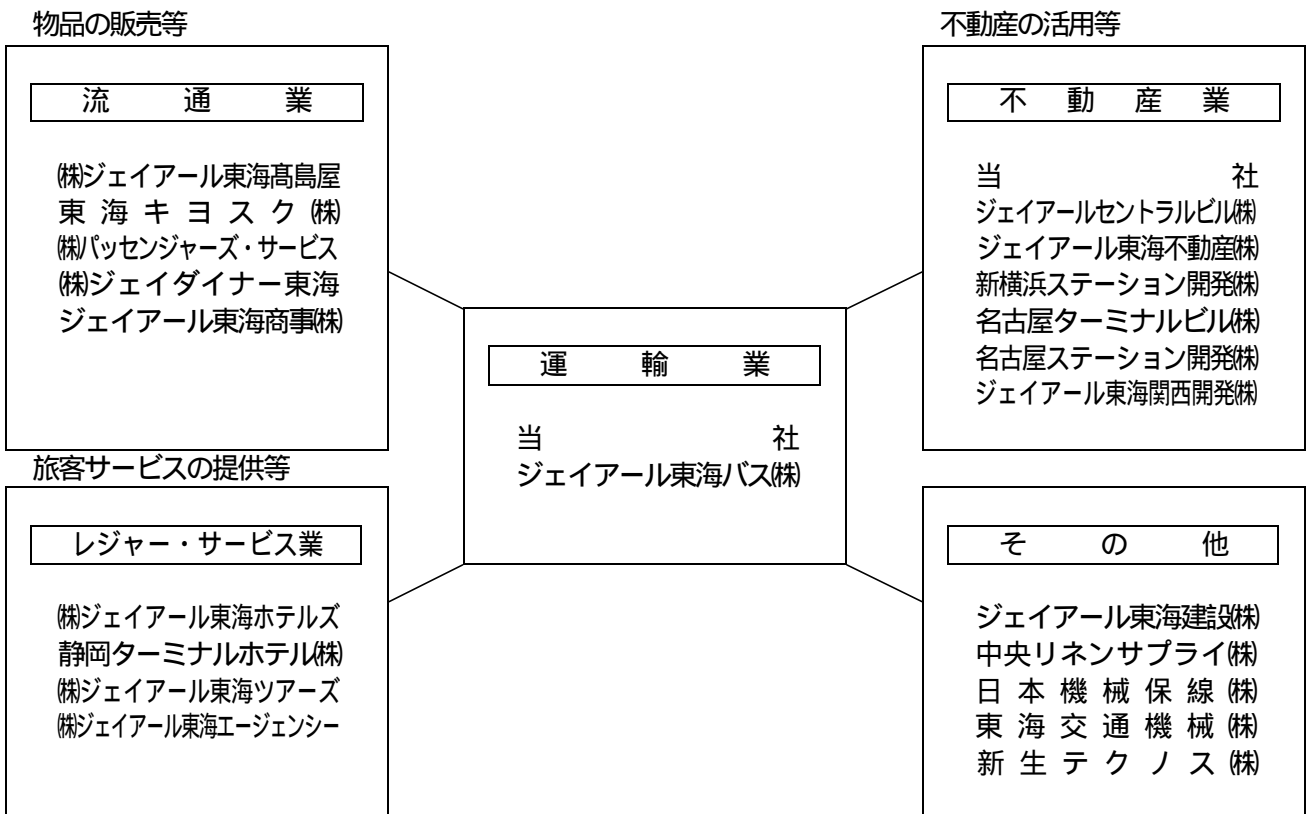 物品の販売等
流通業
㈱ジェイアール東海髙島屋
東海キヨスク㈱
㈱パッセンジャーズ・サービス
㈱ジェイダイナー東海
ジェイアール東海商事㈱
旅客サービスの提供等
レジャー・サービス業
㈱ジェイアール東海ホテルズ
静岡ターミナルホテル㈱
㈱ジェイアール東海ツアーズ
㈱ジェイアール東海エージェンシー
運輸業
当社
ジェイアール東海バス㈱
不動産の活用等
不動産業
当社
ジェイアールセントラルビル㈱
ジェイアール東海不動産㈱
新横浜ステーション開発㈱
名古屋ターミナルビル㈱
名古屋ステーション開発㈱
ジェイアール東海関西開発㈱
その他
ジェイアール東海建設㈱
中央リネンサプライ㈱
日本機械保線㈱
東海交通機械㈱
新生テクノス㈱